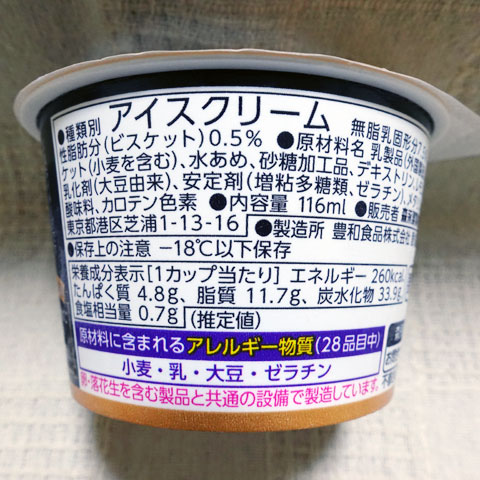 ●種類別 アイスクリーム 無脂乳固形分
性脂肪分(ビスケット)0.5% ●原材料名 乳製品(外国製
ケット(小麦を含む)、水あめ、砂糖加工品、デキストリン
乳化剤(大豆由来)、安定剤(増粘多糖類、ゼラチン)、メタ
酸味料、カロテン色素 ●内容量 116ml ●販売者 森永
東京都港区芝浦1-13-16 ●製造所 豊和食品株式会社
●保存上の注意 −18℃以下保存
栄養成分表示[1カップ当たり] エネルギー 260kcal、
たんぱく質 4.8g、脂質 11.7g、炭水化物 33.9g、
食塩相当量 0.7g (推定値)
原材料に含まれるアレルギー物質(28品目中)
小麦・乳・大豆・ゼラチン
卵・落花生を含む製品と共通の設備で製造しています。